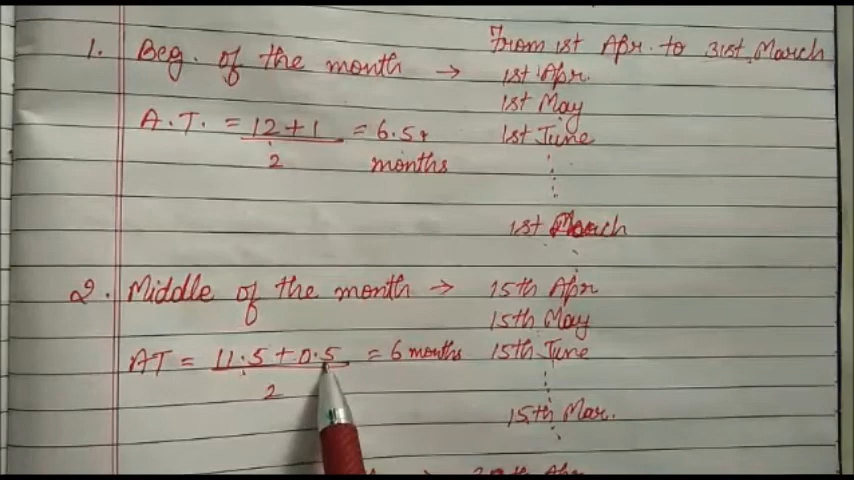 From 1st Apr. to 31st March
1. Beg. of the month → 1st Apr.
1st May
A.T. = 12+1 = 6.5 1st June
2 months
1st March
2. Middle of the month → 15th Apr
15th May
AT = 11.5 + 0.5 = 6 months 15th June
2
15th Mar.